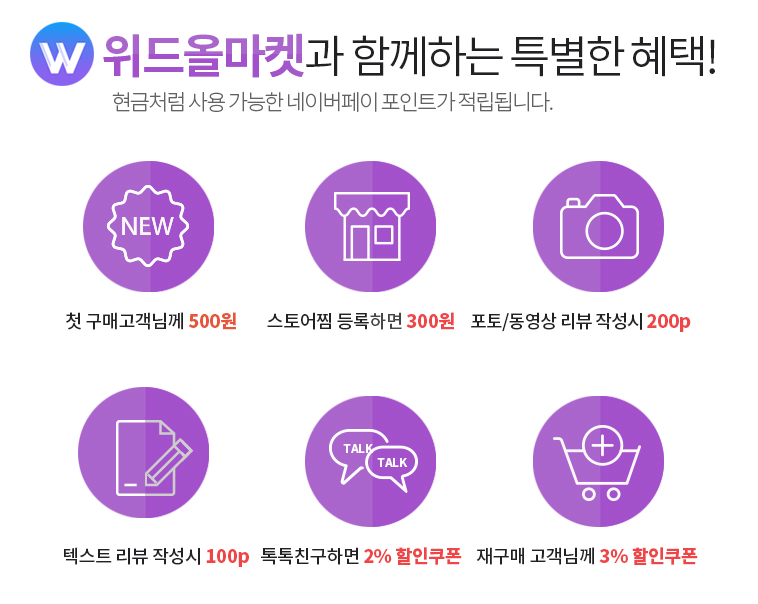 W 위드올마켓과 함께하는 특별한 혜택!
현금처럼 사용 가능한 네이버페이 포인트가 적립됩니다.
NEW
첫 구매고객님께 500원
스토어찜 등록하면 300원
포토/동영상 리뷰 작성시 200p
TALK
TALK
텍스트 리뷰 작성시 100p
톡톡친구하면 2% 할인쿠폰
재구매 고객님께 3% 할인쿠폰